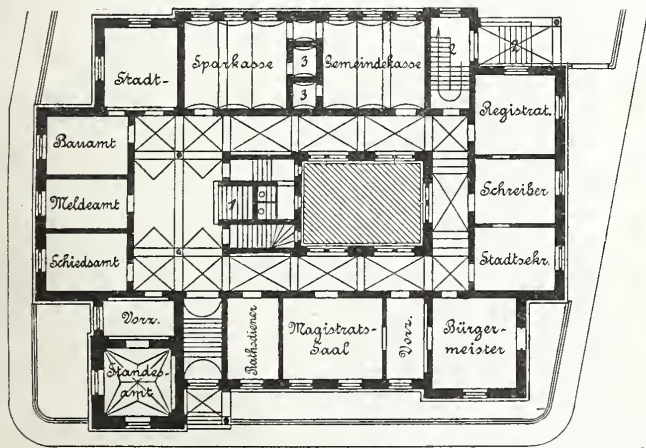 Stadt-
Sparkasse
3
3
Gemeindekasse
2
2
Registrat.
Bauamt
Meldeamt
Schiedsamt
1
Schreiber
Stadtsekr.
Vorz.
Standes-
amt
Rathsdiener
Magistrats-
Saal
Vorz.
Bürger-
meister